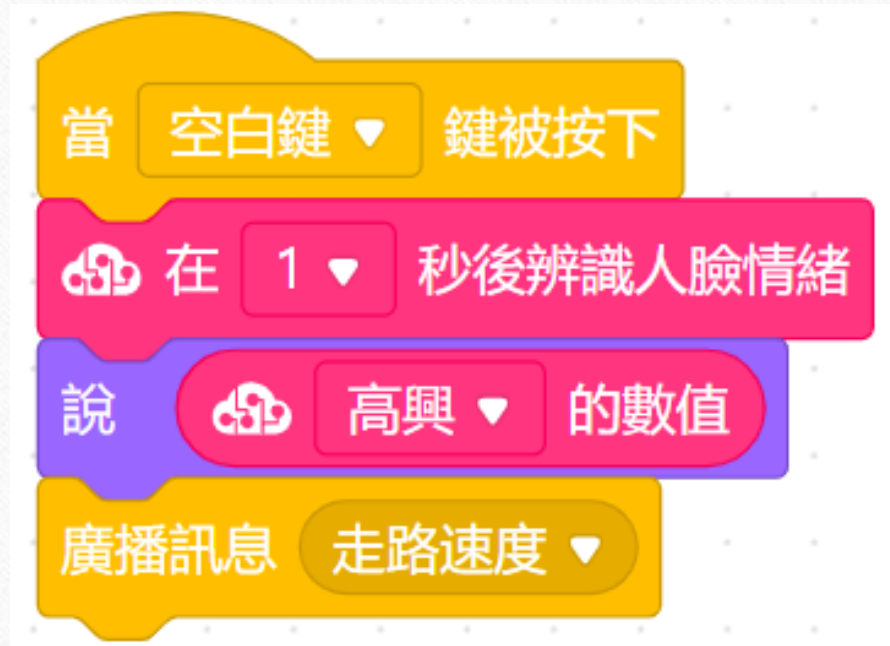 當 空白鍵 鍵被按下
在 1 秒後辨識人臉情緒
說 高興 的數值
廣播訊息 走路速度